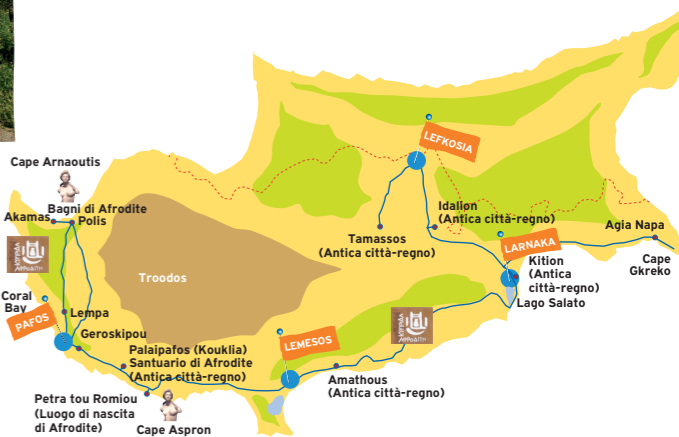 LEFKOSIA
Cape Arnaoutis
Bagni di Afrodite
Akamas
Polis
Idalion
(Antica città-regno)
Tamassos
(Antica città-regno)
LARNAKA
Agia Napa
Cape
Gkreko
Kition
(Antica
città-regno)
Lago Salato
Troodos
Coral
Bay
PAFOS
Lempa
Geroskipou
LEMESOS
Palaipafos (Kouklia)
Santuario di Afrodite
(Antica città-regno)
Amathous
(Antica città-regno)
Petra tou Romiou
(Luogo di nascita
di Afrodite)
Cape Aspron